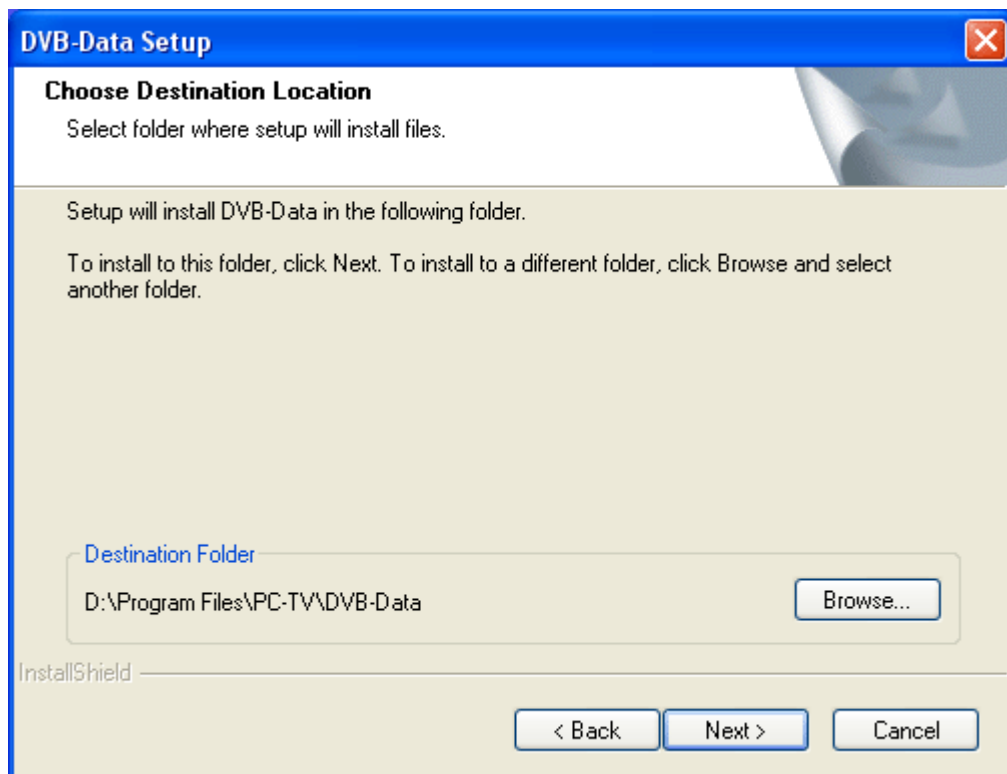 DVB-Data Setup
Choose Destination Location
Select folder where setup will install files.
Setup will install DVB-Data in the following folder.
To install to this folder, click Next. To install to a different folder, click Browse and select
another folder.
Destination Folder
D:\Program Files\PC-TV\DVB-Data
Browse...
InstallShield
< Back
Next >
Cancel